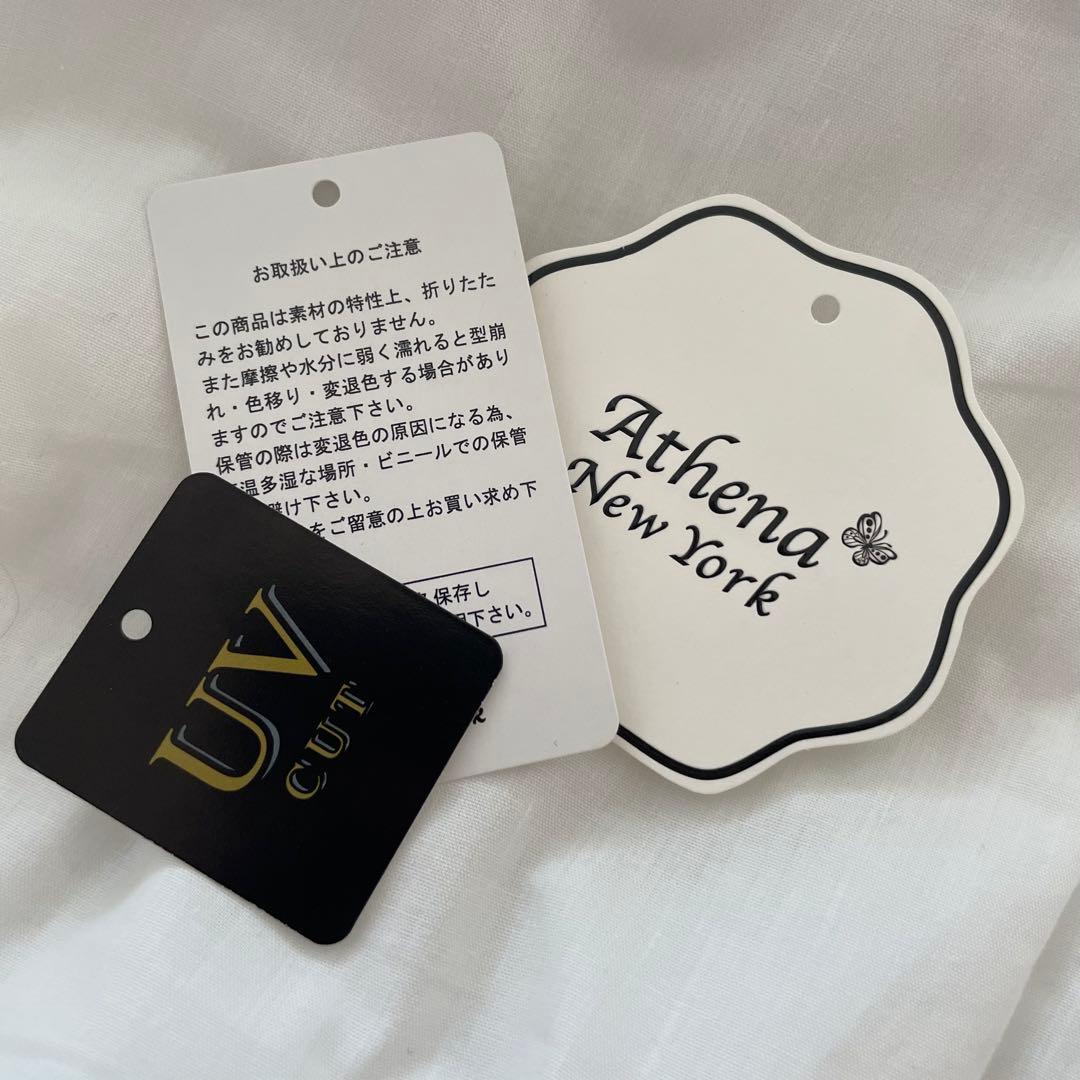 お取扱い上のご注意
この商品は素材の特性上、折りたた
みをお勧めしておりません。
また摩擦や水分に弱く濡れると型崩
れ・色移り・変退色する場合があり
ますのでご注意下さい。
保管の際は変退色の原因になる為、
温多湿な場所・ビニールでの保管
避け下さい。
をご留意の上お買い求め下
保存し
下さい。
Athena
New York
UV
CUT